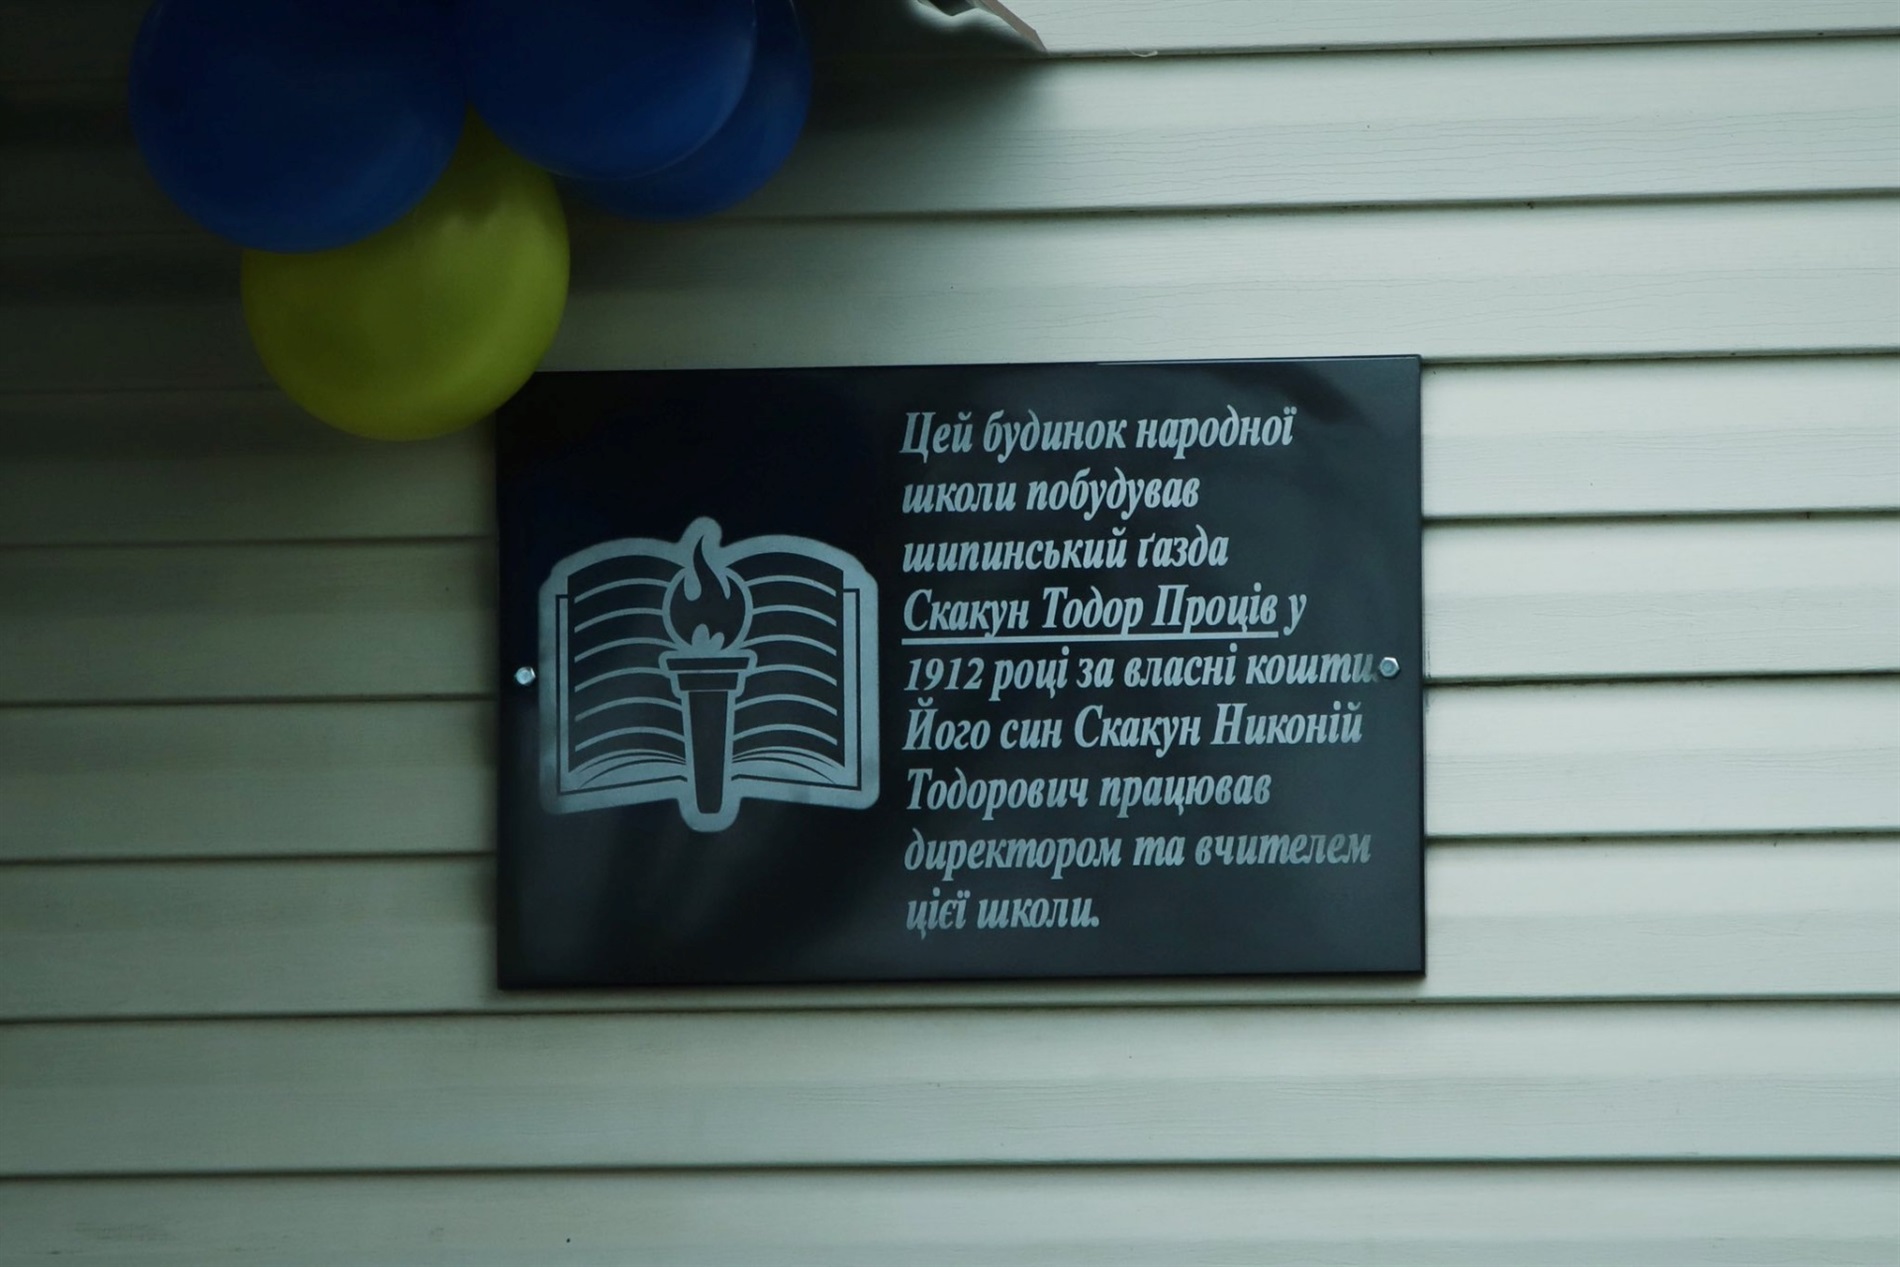 Цей будинок народної
школи побудував
шипинський ґазда
Скакун Тодор Проців у
1912 році за власні кошти.
Його син Скакун Никоній
Тодорович працював
директором та вчителем
цієї школи.